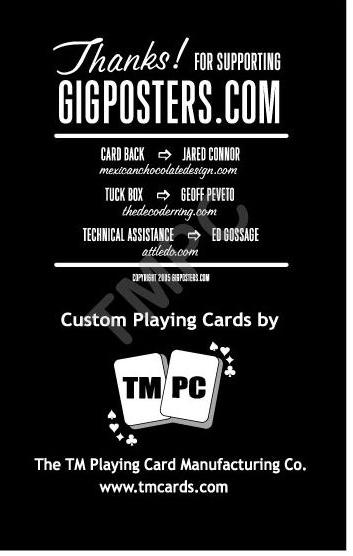 Thanks! FOR SUPPORTING
GIGPOSTERS.COM
CARD BACK ⇨ JARED CONNOR
mexicanchocolatedesign.com
TUCK BOX ⇨ GEOFF PEVETO
thedecoderring.com
TECHNICAL ASSISTANCE ⇨ ED GOSSAGE
attledo.com
COPYRIGHT 2005 GIGPOSTERS.COM
TMPC
Custom Playing Cards by
TM PC
The TM Playing Card Manufacturing Co.
www.tmcards.com